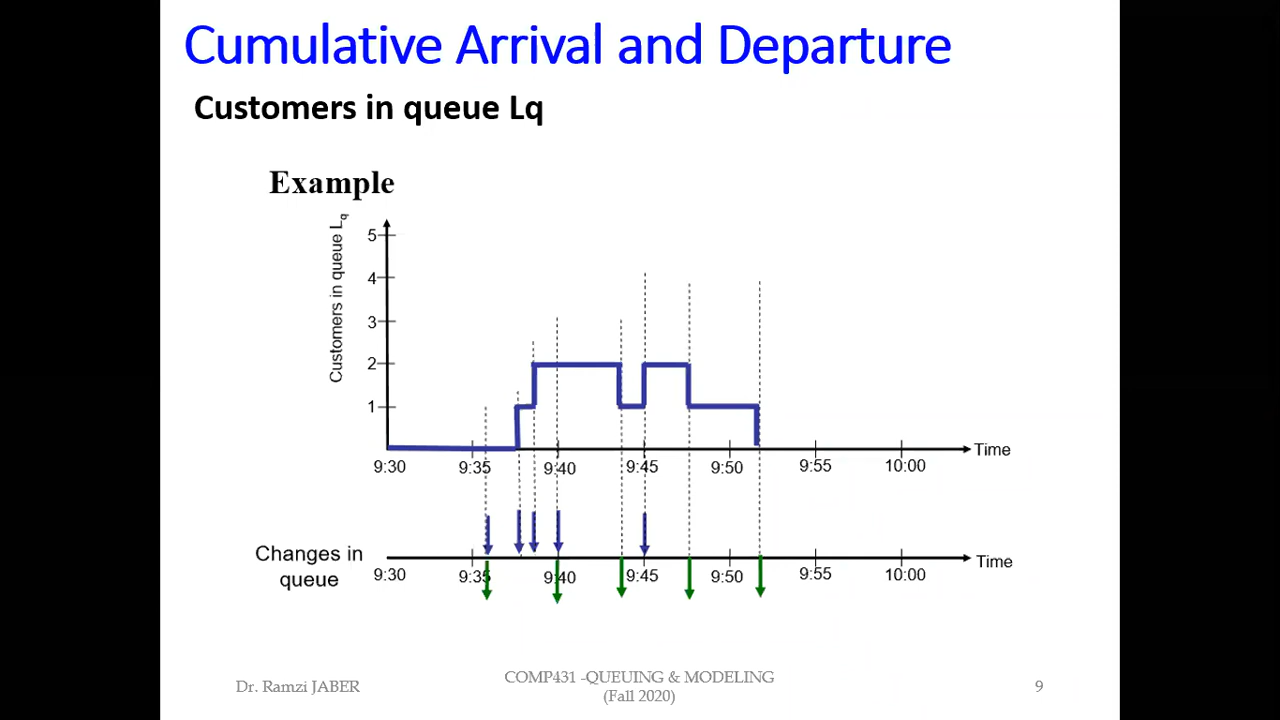 Cumulative Arrival and Departure
Customers in queue Lq
Example
Customers in queue Lq
5
4
3
2
1
9:30 9:35 9:40 9:45 9:50 9:55 10:00 Time
Changes in
queue
9:30 9:35 9:40 9:45 9:50 9:55 10:00 Time
Dr. Ramzi JABER
COMP431 -QUEUING & MODELING
(Fall 2020)
9